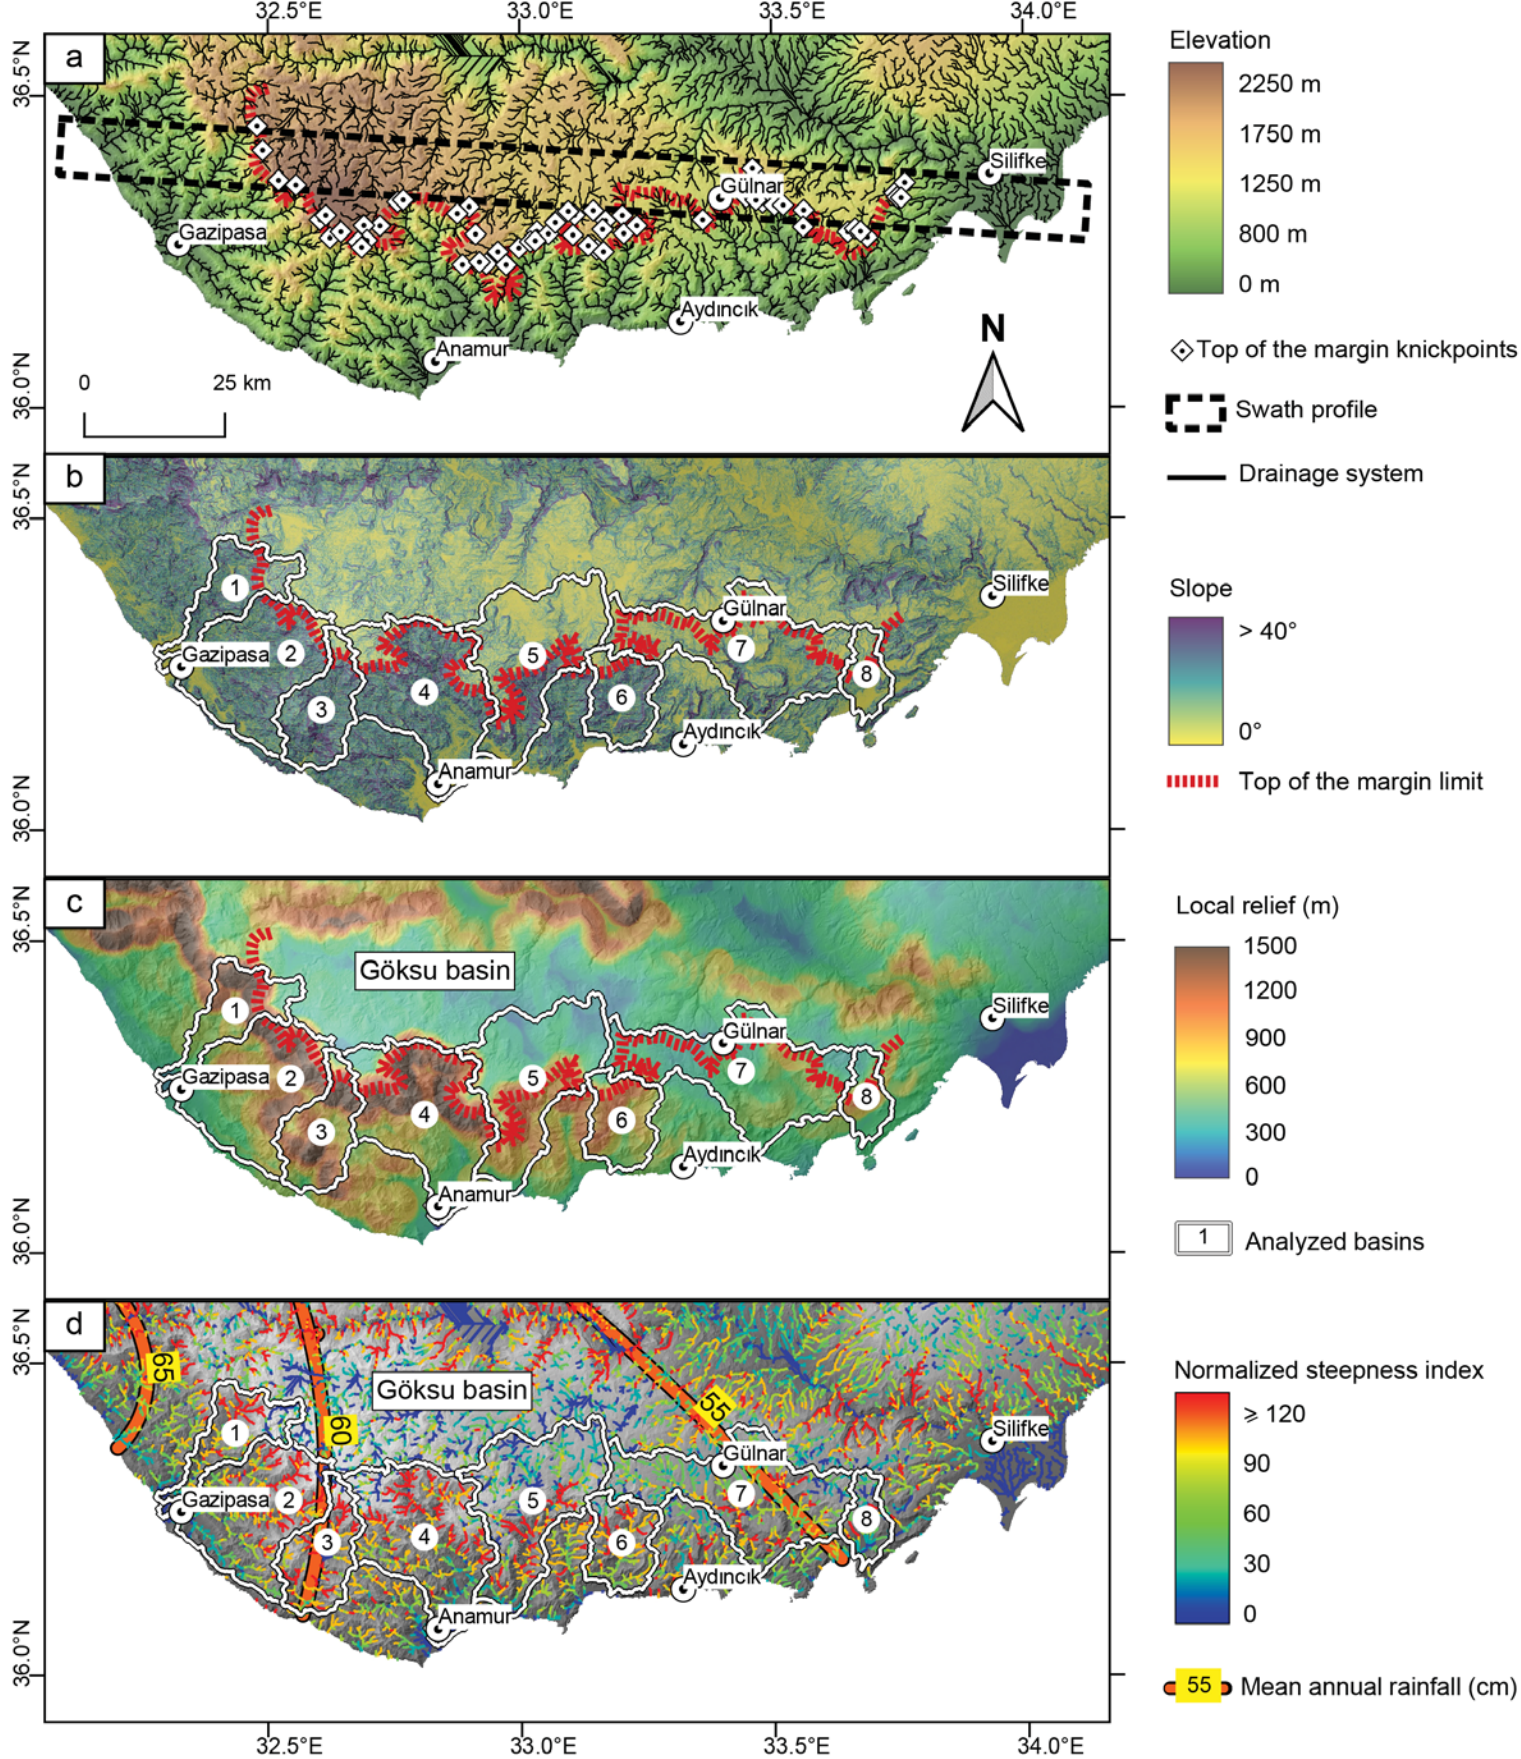 32.5°E 33.0°E 33.5°E 34.0°E
a
36.5°N
36.0°N
Gazipasa
Anamur
Aydıncık
Gülnar
Silifke
0 25 km
N
Elevation
2250 m
1750 m
1250 m
800 m
0 m
Top of the margin knickpoints
Swath profile
Drainage system
b
36.5°N
36.0°N
1
2
3
4
5
6
7
8
Gazipasa
Anamur
Aydıncık
Gülnar
Silifke
Slope
> 40°
0°
Top of the margin limit
c
36.5°N
36.0°N
Göksu basin
1
2
3
4
5
6
7
8
Gazipasa
Anamur
Aydıncık
Gülnar
Silifke
Local relief (m)
1500
1200
900
600
300
0
1 Analyzed basins
d
36.5°N
36.0°N
Göksu basin
65
60
55
1
2
3
4
5
6
7
8
Gazipasa
Anamur
Aydıncık
Gülnar
Silifke
Normalized steepness index
⩾ 120
90
60
30
0
55 Mean annual rainfall (cm)
32.5°E 33.0°E 33.5°E 34.0°E